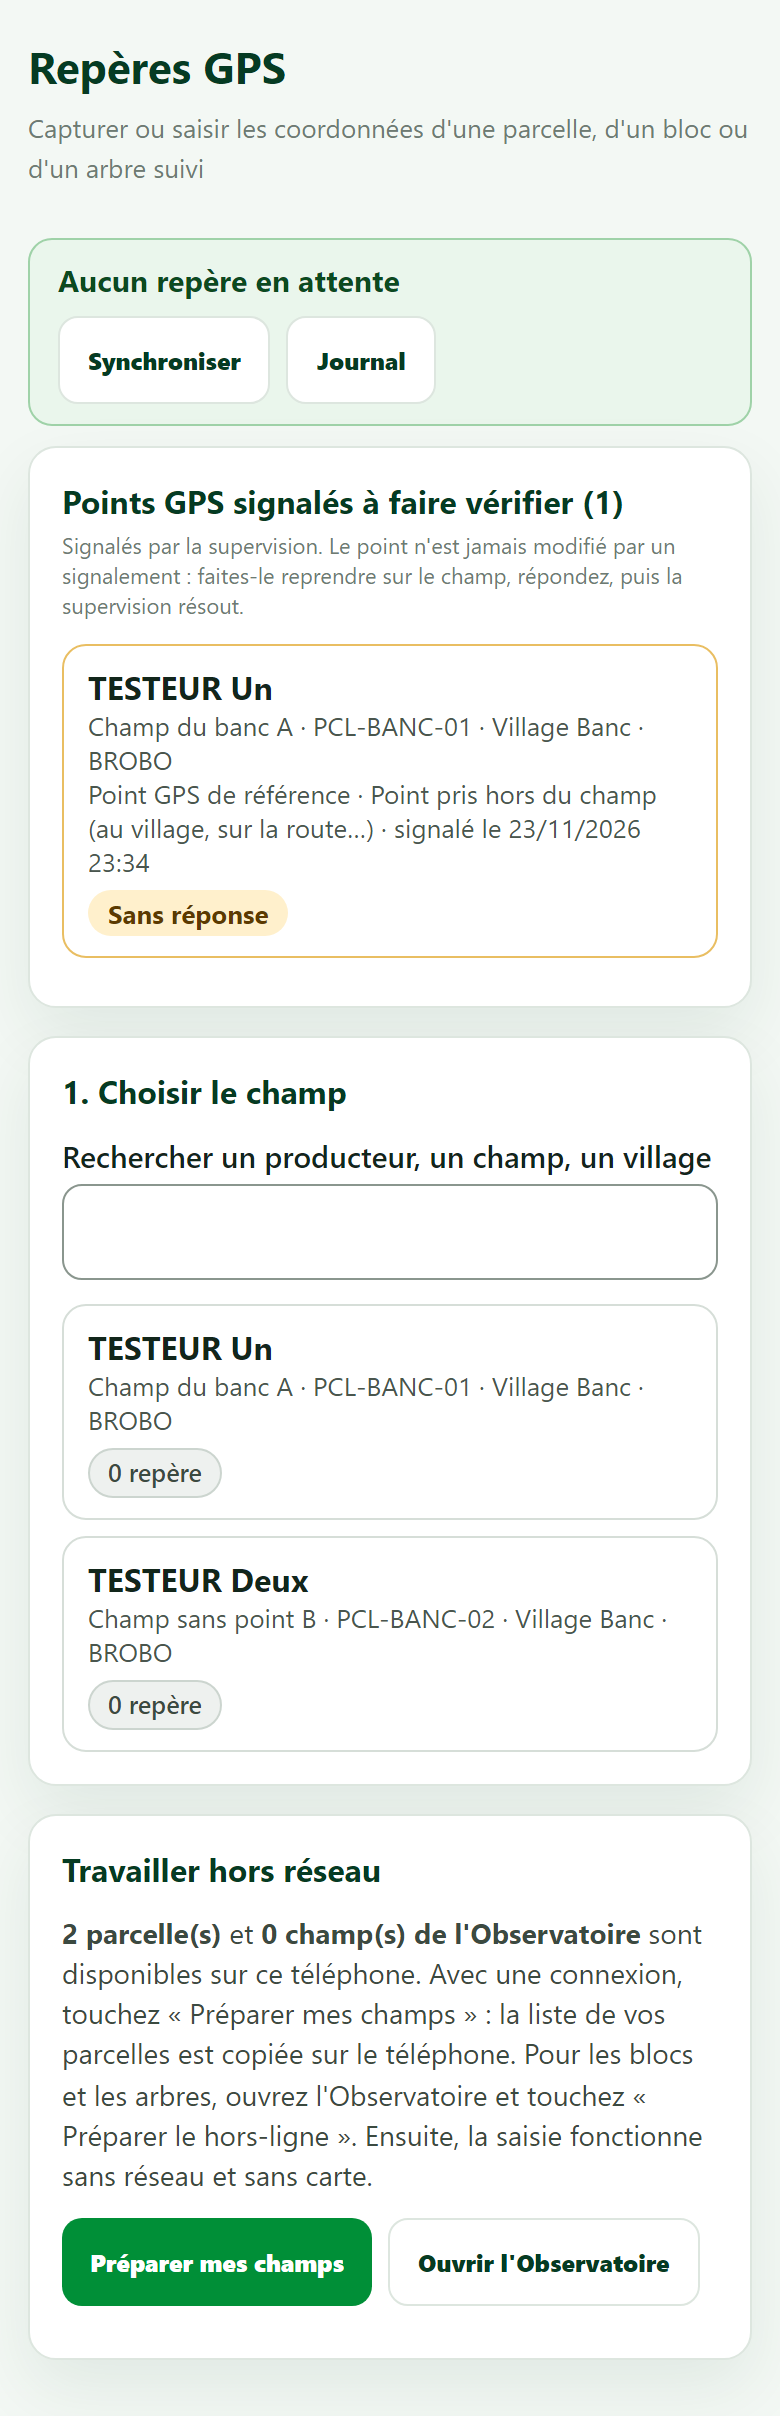 Repères GPS
Capturer ou saisir les coordonnées d'une parcelle, d'un bloc ou
d'un arbre suivi
Aucun repère en attente
Synchroniser
Journal
Points GPS signalés à faire vérifier (1)
Signalés par la supervision. Le point n'est jamais modifié par un
signalement : faites-le reprendre sur le champ, répondez, puis la
supervision résout.
TESTEUR Un
Champ du banc A · PCL-BANC-01 · Village Banc ·
BROBO
Point GPS de référence · Point pris hors du champ
(au village, sur la route…) · signalé le 23/11/2026
23:34
Sans réponse
1. Choisir le champ
Rechercher un producteur, un champ, un village
TESTEUR Un
Champ du banc A · PCL-BANC-01 · Village Banc ·
BROBO
0 repère
TESTEUR Deux
Champ sans point B · PCL-BANC-02 · Village Banc ·
BROBO
0 repère
Travailler hors réseau
2 parcelle(s) et 0 champ(s) de l'Observatoire sont
disponibles sur ce téléphone. Avec une connexion,
touchez « Préparer mes champs » : la liste de vos
parcelles est copiée sur le téléphone. Pour les blocs
et les arbres, ouvrez l'Observatoire et touchez «
Préparer le hors-ligne ». Ensuite, la saisie fonctionne
sans réseau et sans carte.
Préparer mes champs
Ouvrir l'Observatoire